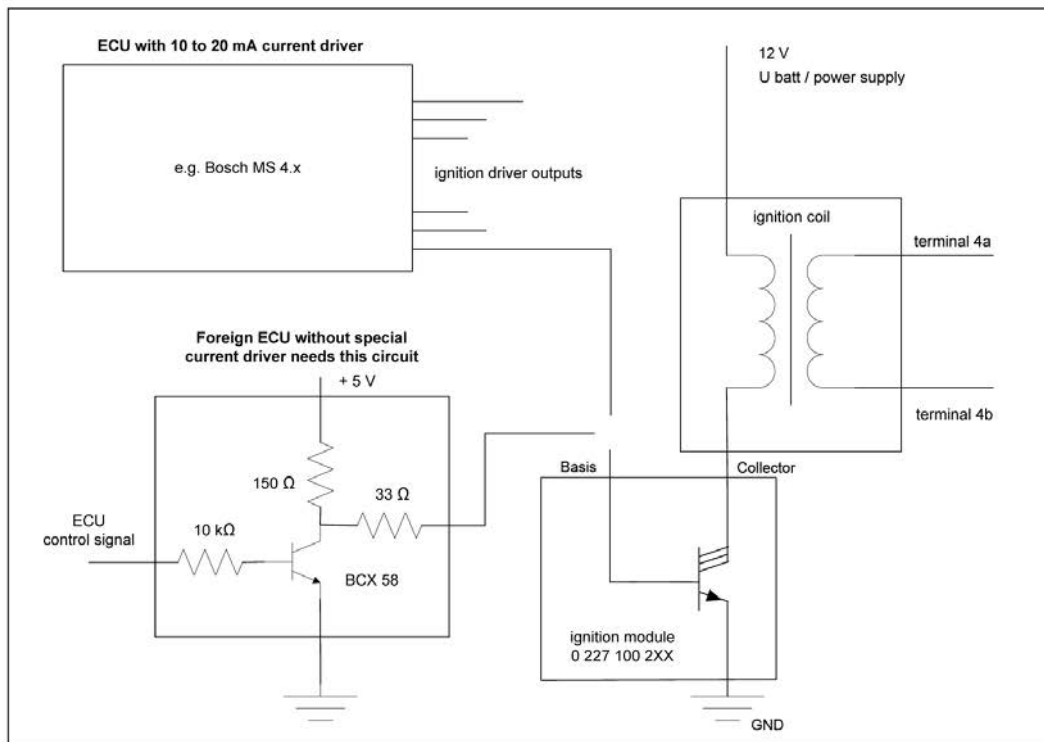 ECU with 10 to 20 mA current driver
e.g. Bosch MS 4.x
ignition driver outputs
12 V
U batt / power supply
ignition coil
terminal 4a
terminal 4b
Foreign ECU without special
current driver needs this circuit
+ 5 V
150 Ω
33 Ω
10 kΩ
ECU
control signal
BCX 58
Basis
Collector
ignition module
0 227 100 2XX
GND